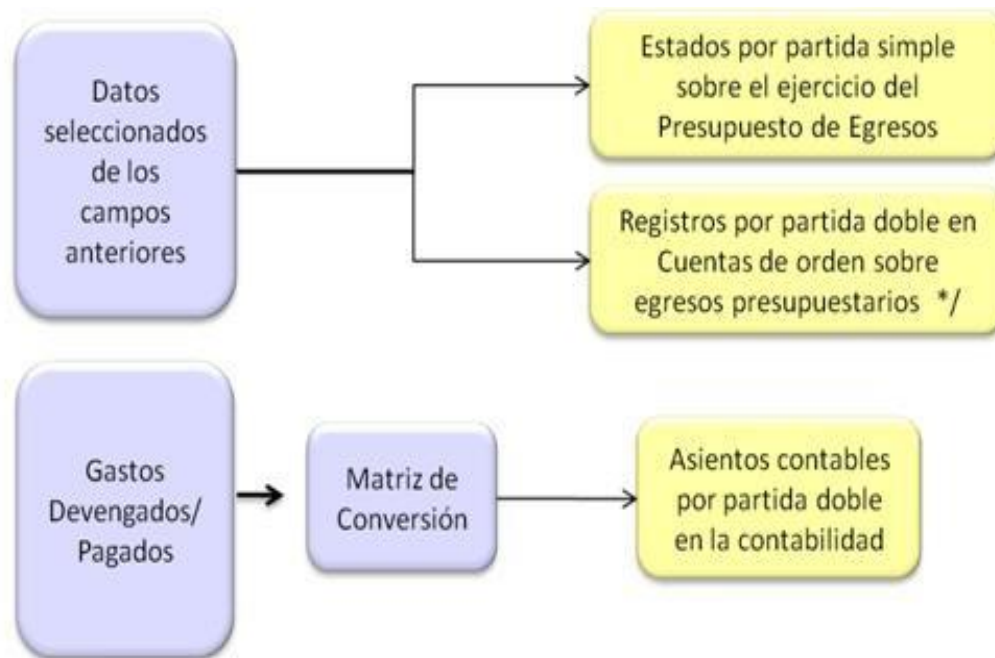 Datos
seleccionados
de los
campos
anteriores
Estados por partida simple
sobre el ejercicio del
Presupuesto de Egresos
Registros por partida doble en
Cuentas de orden sobre
egresos presupuestarios */
Gastos
Devengados/
Pagados
Matriz de
Conversión
Asientos contables
por partida doble
en la contabilidad